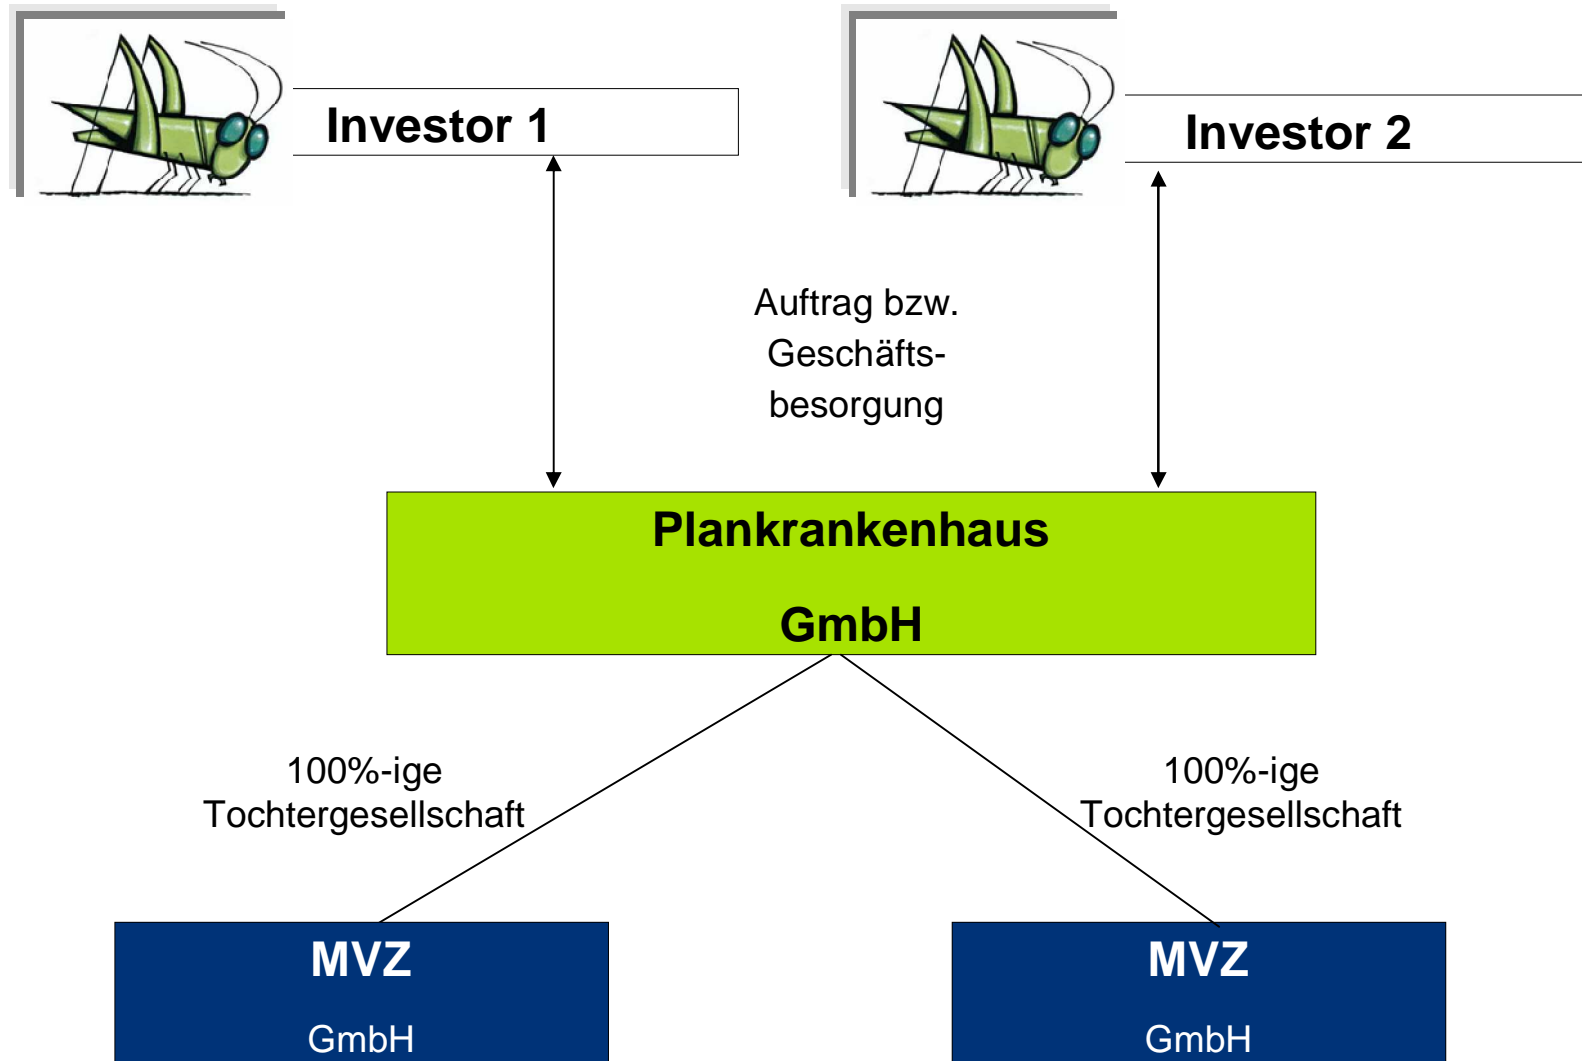 Investor 1
Investor 2
Auftrag bzw.
Geschäfts-
besorgung
Plankrankenhaus
GmbH
100%-ige
Tochtergesellschaft
100%-ige
Tochtergesellschaft
MVZ
GmbH
MVZ
GmbH